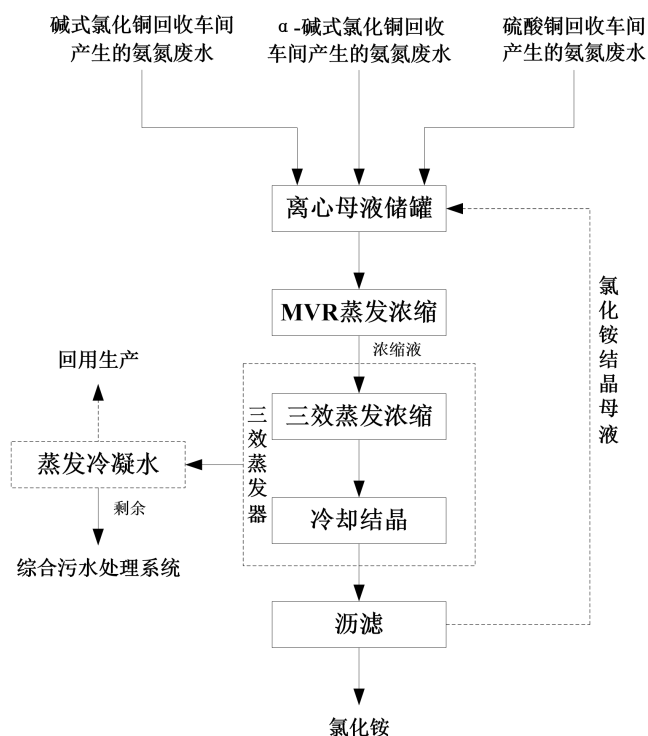 碱式氯化铜回收车间
产生的氨氮废水
α-碱式氯化铜回收
车间产生的氨氮废水
硫酸铜回收车间
产生的氨氮废水
离心母液储罐
MVR蒸发浓缩
浓缩液
三效蒸发浓缩
冷却结晶
三效蒸发器
蒸发冷凝水
回用生产
剩余
综合污水处理系统
沥滤
氯化铵
氯化铵结晶母液